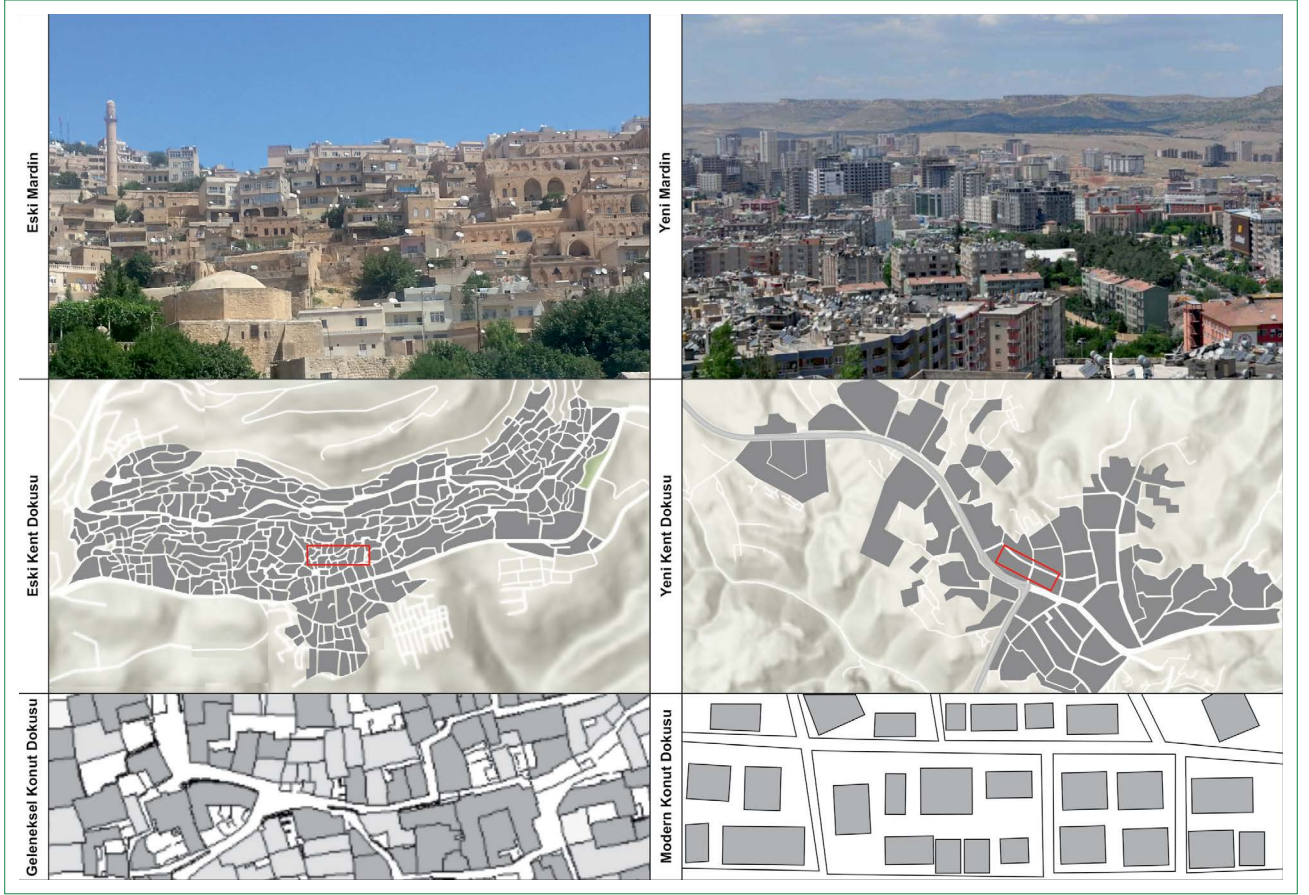 Eski Mardin
Yeni Mardin
Eski Kent Dokusu
Yeni Kent Dokusu
Geleneksel Konut Dokusu
Modern Konut Dokusu